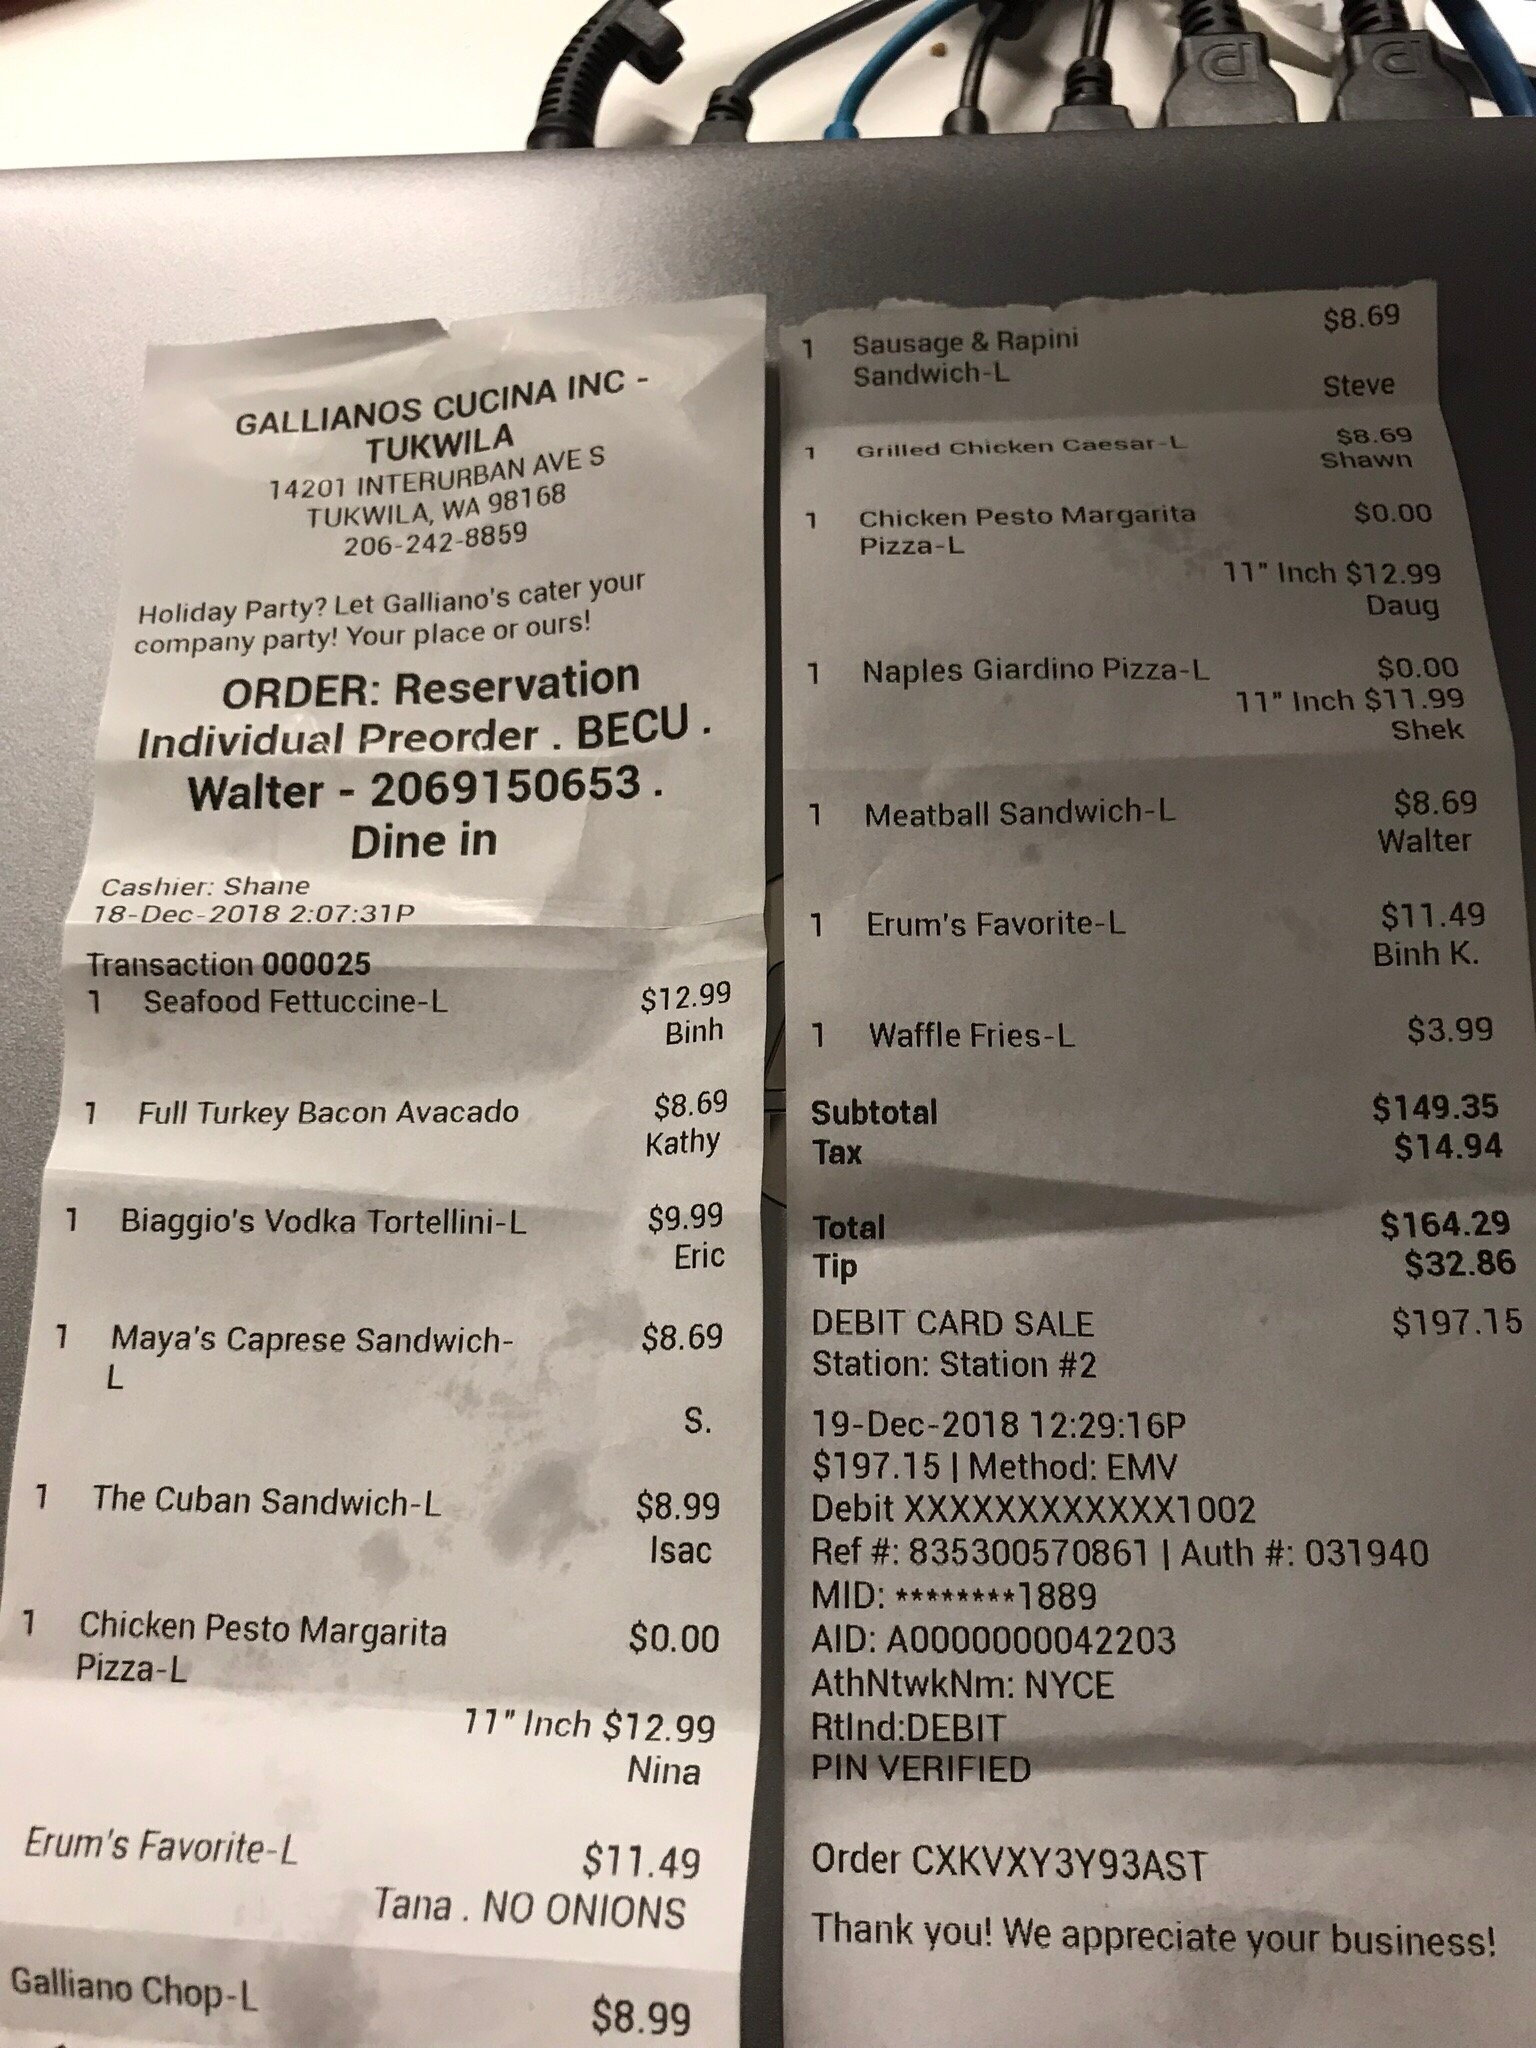 GALLIANOS CUCINA INC -
TUKWILA
14201 INTERURBAN AVE S
TUKWILA, WA 98168
206-242-8859
Holiday Party? Let Galliano's cater your
company party! Your place or ours!
ORDER: Reservation
Individual Preorder . BECU .
Walter - 2069150653 .
Dine in
Cashier: Shane
18-Dec-2018 2:07:31P
Transaction 000025
1 Seafood Fettuccine-L $12.99
Binh
1 Full Turkey Bacon Avacado $8.69
Kathy
1 Biaggio's Vodka Tortellini-L $9.99
Eric
1 Maya's Caprese Sandwich- $8.69
L
S.
1 The Cuban Sandwich-L $8.99
Isac
1 Chicken Pesto Margarita $0.00
Pizza-L
11" Inch $12.99
Nina
Erum's Favorite-L $11.49
Tana . NO ONIONS
Galliano Chop-L $8.99
1 Sausage & Rapini $8.69
Sandwich-L
Steve
1 Grilled Chicken Caesar-L $8.69
Shawn
1 Chicken Pesto Margarita $0.00
Pizza-L
11" Inch $12.99
Daug
1 Naples Giardino Pizza-L $0.00
11" Inch $11.99
Shek
1 Meatball Sandwich-L $8.69
Walter
1 Erum's Favorite-L $11.49
Binh K.
1 Waffle Fries-L $3.99
Subtotal $149.35
Tax $14.94
Total $164.29
Tip $32.86
DEBIT CARD SALE $197.15
Station: Station #2
19-Dec-2018 12:29:16P
$197.15 | Method: EMV
Debit XXXXXXXXXXXX1002
Ref #: 835300570861 | Auth #: 031940
MID: ********1889
AID: A0000000042203
AthNtwkNm: NYCE
RtInd:DEBIT
PIN VERIFIED
Order CXKVXY3Y93AST
Thank you! We appreciate your business!